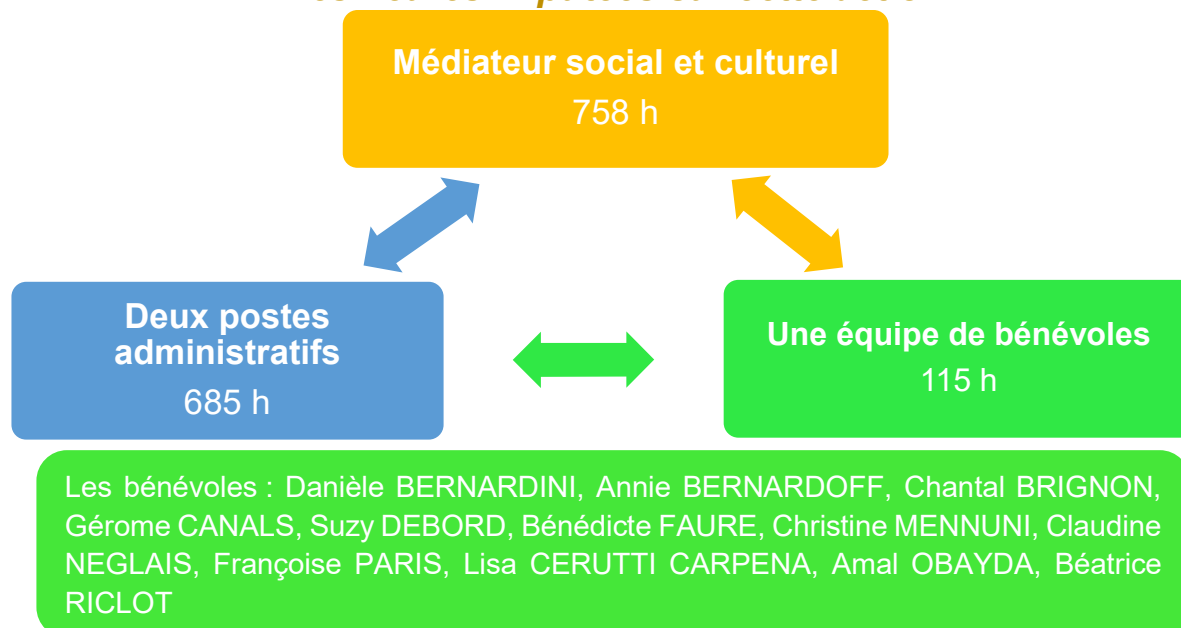 Médiateur social et culturel
758 h
Deux postes
administratifs
685 h
Une équipe de bénévoles
115 h
Les bénévoles : Danièle BERNARDINI, Annie BERNARDOFF, Chantal BRIGNON,
Gérome CANALS, Suzy DEBORD, Bénédicte FAURE, Christine MENNUNI, Claudine
NEGLAIS, Françoise PARIS, Lisa CERUTTI CARPENA, Amal OBAYDA, Béatrice
RICLOT